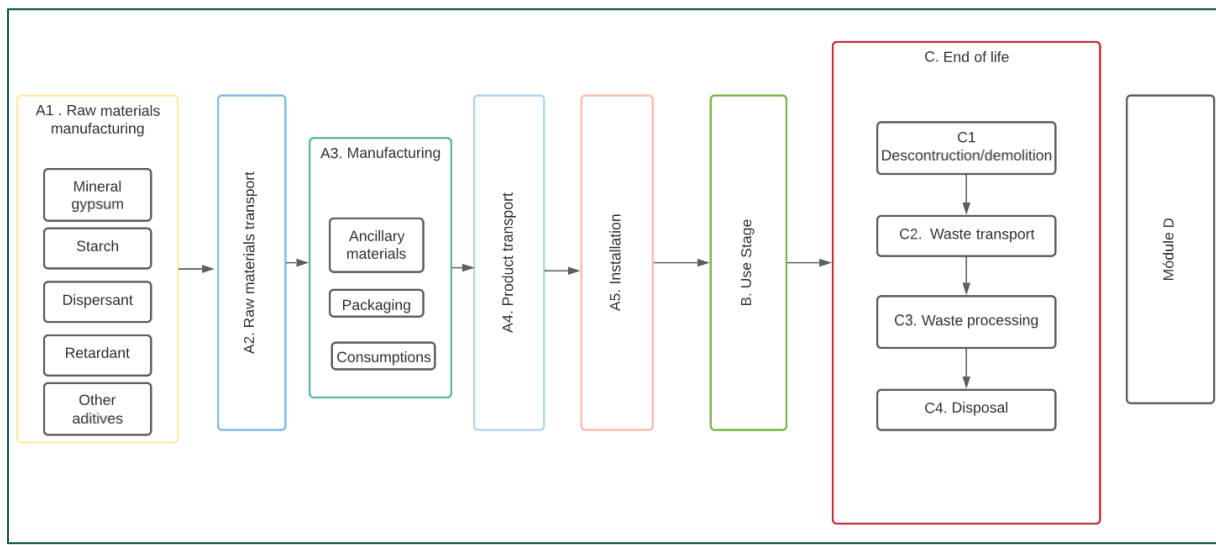 A1 . Raw materials
manufacturing
Mineral
gypsum
Starch
Dispersant
Retardant
Other
aditives
A2. Raw materials transport
A3. Manufacturing
Ancillary
materials
Packaging
Consumptions
A4. Product transport
A5. Installation
B. Use Stage
C. End of life
C1
Descontruction/demolition
C2.  Waste transport
C3. Waste processing
C4. Disposal
Múdule D